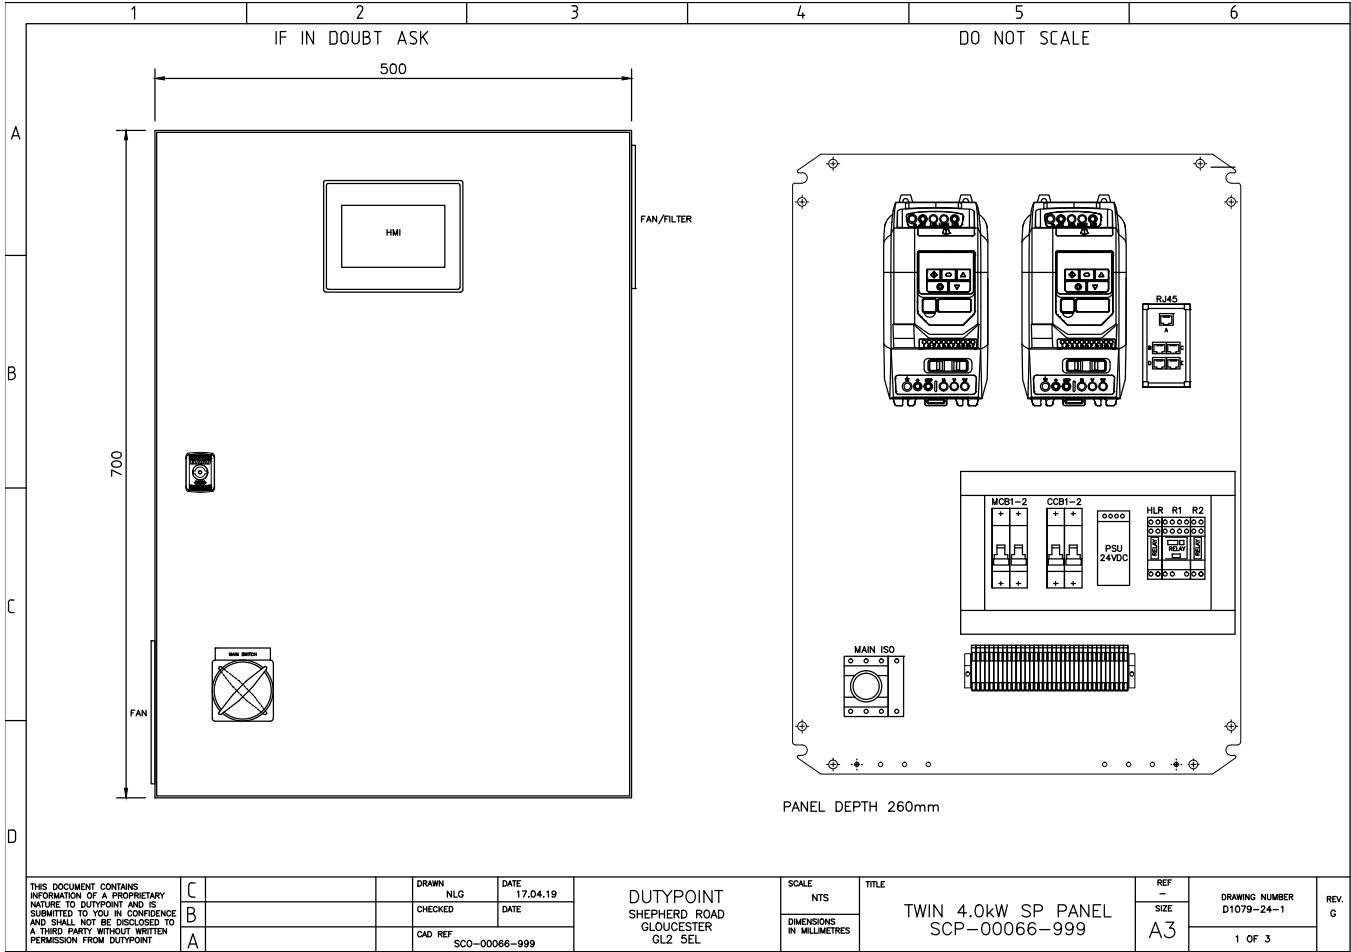 1 2 3 4 5 6
IF IN DOUBT ASK
DO NOT SCALE
500
A
HMI
FAN/FILTER
RJ45
A
B
700
MCB1-2 CCB1-2
HLR R1 R2
PSU
24VDC
RELAY
RELAY
RELAY
C
MAIN SWITCH
MAIN ISO
FAN
PANEL DEPTH 260mm
D
THIS DOCUMENT CONTAINS
INFORMATION OF A PROPRIETARY
NATURE TO DUTYPOINT AND IS
SUBMITTED TO YOU IN CONFIDENCE
AND SHALL NOT BE DISCLOSED TO
A THIRD PARTY WITHOUT WRITTEN
PERMISSION FROM DUTYPOINT
C
B
A
DRAWN
NLG
DATE
17.04.19
CHECKED
DATE
CAD REF
SCO-00066-999
DUTYPOINT
SHEPHERD ROAD
GLOUCESTER
GL2 5EL
SCALE
NTS
DIMENSIONS
IN MILLIMETRES
TITLE
TWIN 4.0kW SP PANEL
SCP-00066-999
REF
-
SIZE
A3
DRAWING NUMBER
D1079-24-1
1 OF 3
REV.
G